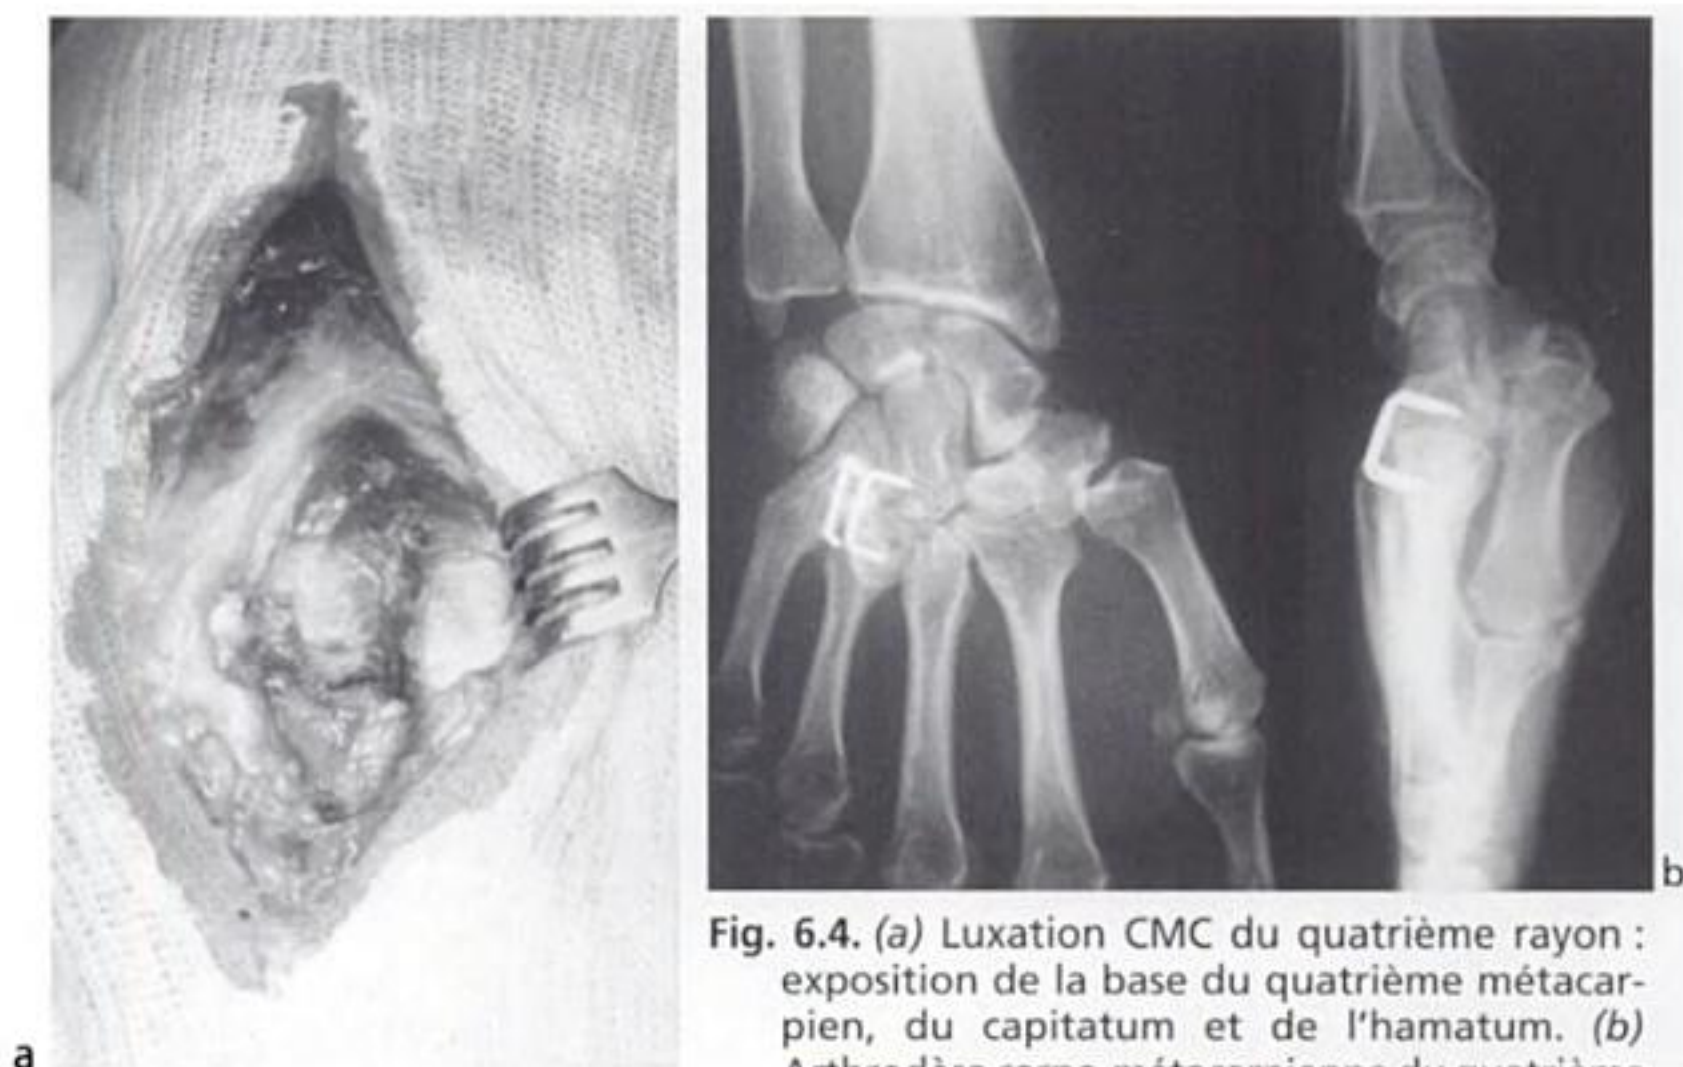 a
b
Fig. 6.4. (a) Luxation CMC du quatrième rayon :
exposition de la base du quatrième métacar-
pien, du capitatum et de l'hamatum. (b)